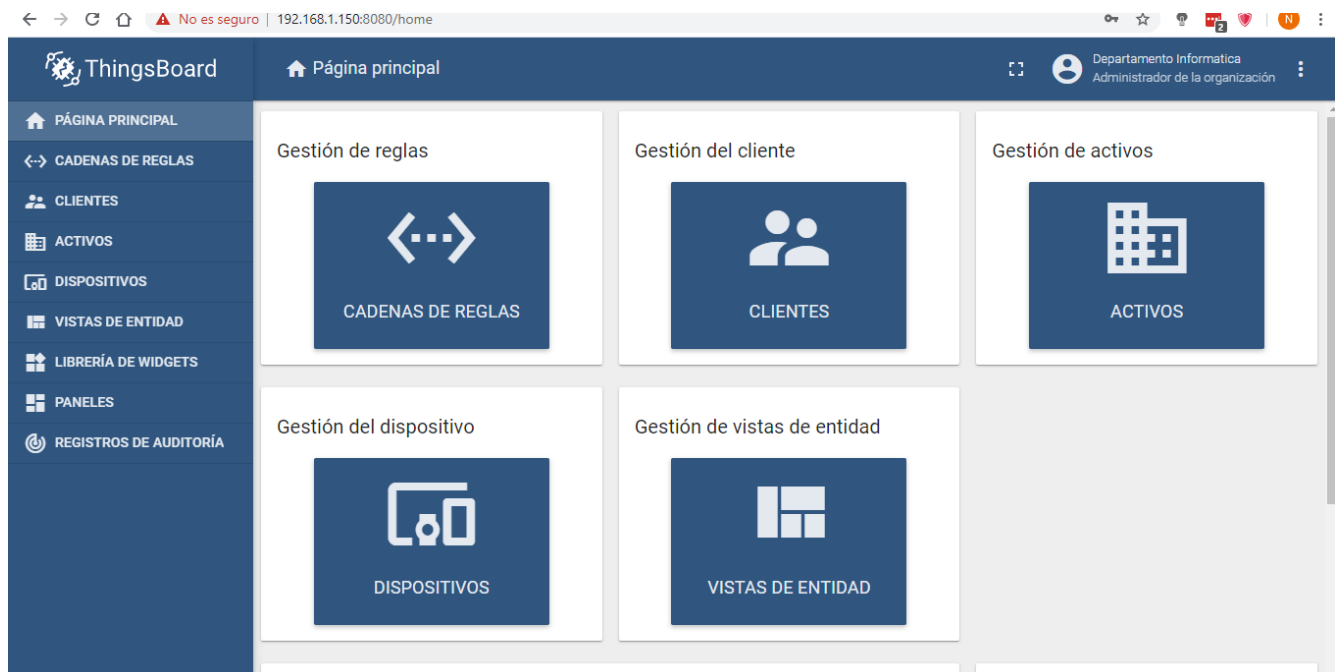 No es seguro | 192.168.1.150:8080/home
2
N
ThingsBoard
Página principal
Departamento Informatica
Administrador de la organización
PÁGINA PRINCIPAL
CADENAS DE REGLAS
CLIENTES
ACTIVOS
DISPOSITIVOS
VISTAS DE ENTIDAD
LIBRERÍA DE WIDGETS
PANELES
REGISTROS DE AUDITORÍA
Gestión de reglas
CADENAS DE REGLAS
Gestión del cliente
CLIENTES
Gestión de activos
ACTIVOS
Gestión del dispositivo
DISPOSITIVOS
Gestión de vistas de entidad
VISTAS DE ENTIDAD